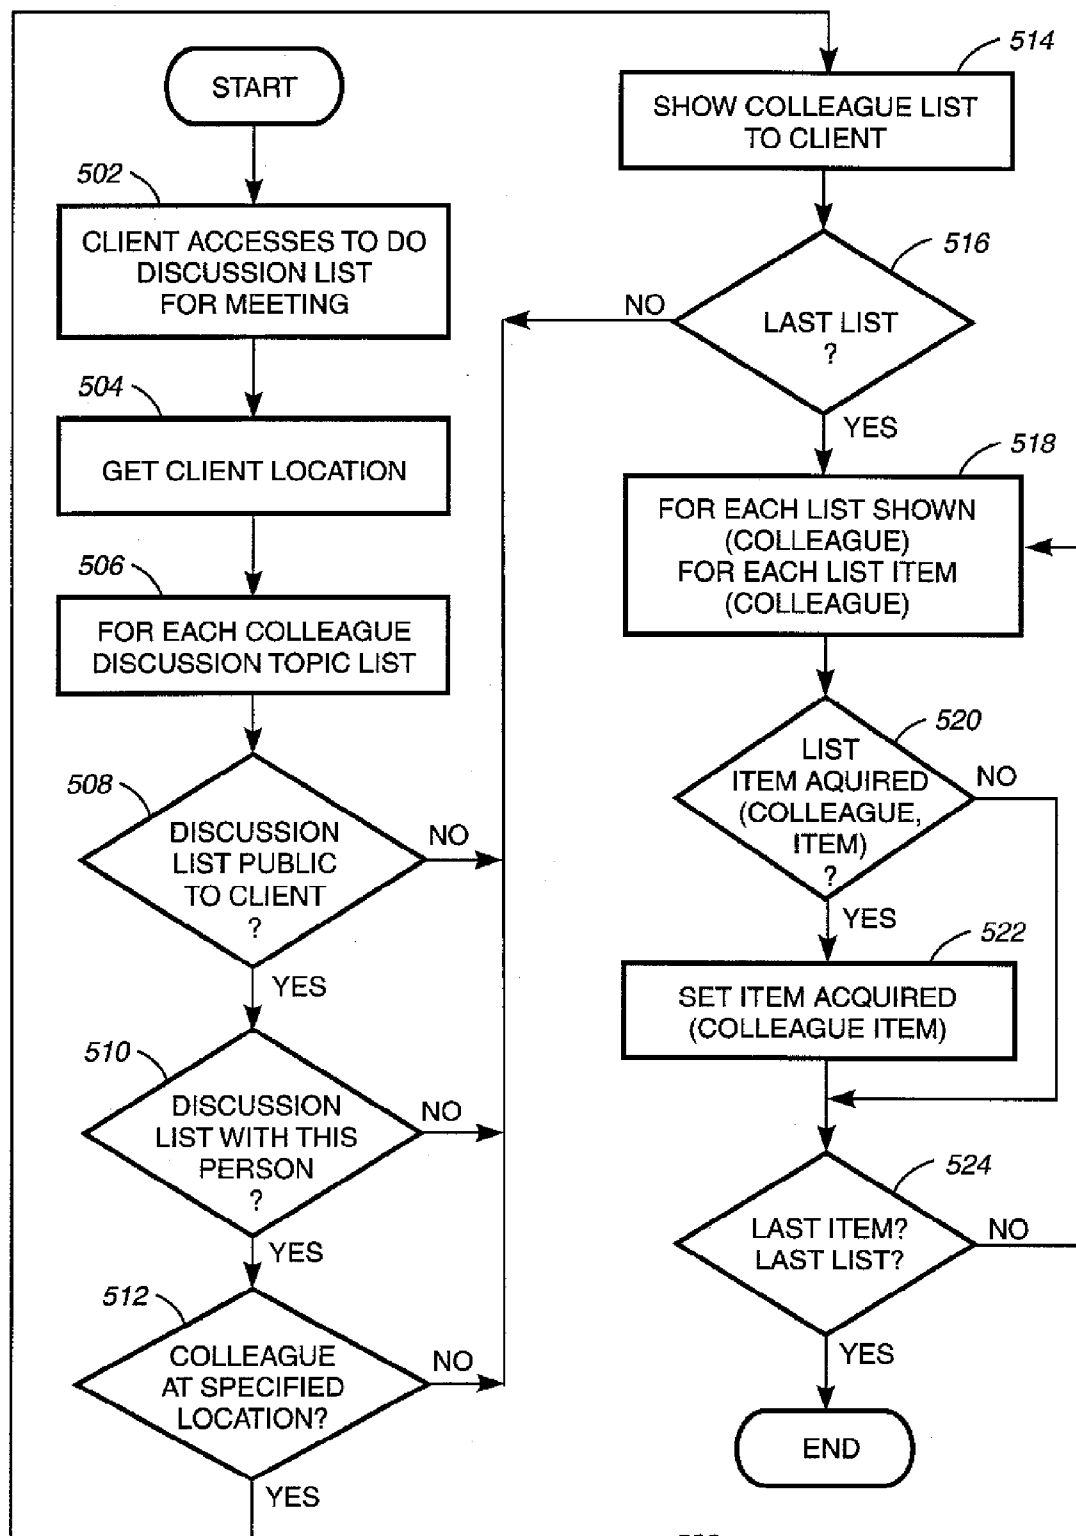 START
502
CLIENT ACCESSES TO DO
DISCUSSION LIST
FOR MEETING
504
GET CLIENT LOCATION
506
FOR EACH COLLEAGUE
DISCUSSION TOPIC LIST
508
DISCUSSION
LIST PUBLIC
TO CLIENT
?
NO
YES
510
DISCUSSION
LIST WITH THIS
PERSON
?
NO
YES
512
COLLEAGUE
AT SPECIFIED
LOCATION?
NO
YES
514
SHOW COLLEAGUE LIST
TO CLIENT
516
LAST LIST
?
NO
YES
518
FOR EACH LIST SHOWN
(COLLEAGUE)
FOR EACH LIST ITEM
(COLLEAGUE)
520
LIST
ITEM AQUIRED
(COLLEAGUE,
ITEM)
?
NO
YES
522
SET ITEM ACQUIRED
(COLLEAGUE ITEM)
524
LAST ITEM?
LAST LIST?
NO
YES
END